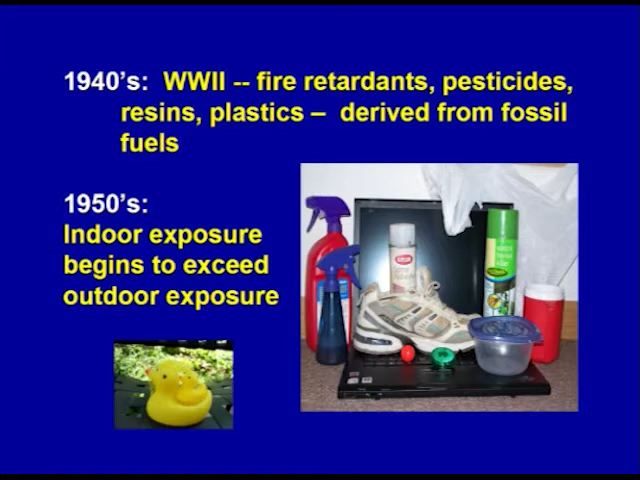 1940’s:  WWII -- fire retardants, pesticides,
resins, plastics –  derived from fossil
fuels
1950’s:
Indoor exposure
begins to exceed
outdoor exposure